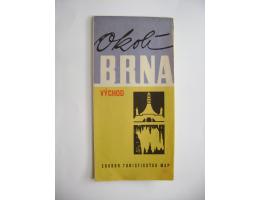 Okolí
BRNA
VÝCHOD
SOUBOR TURISTICKÝCH MAP